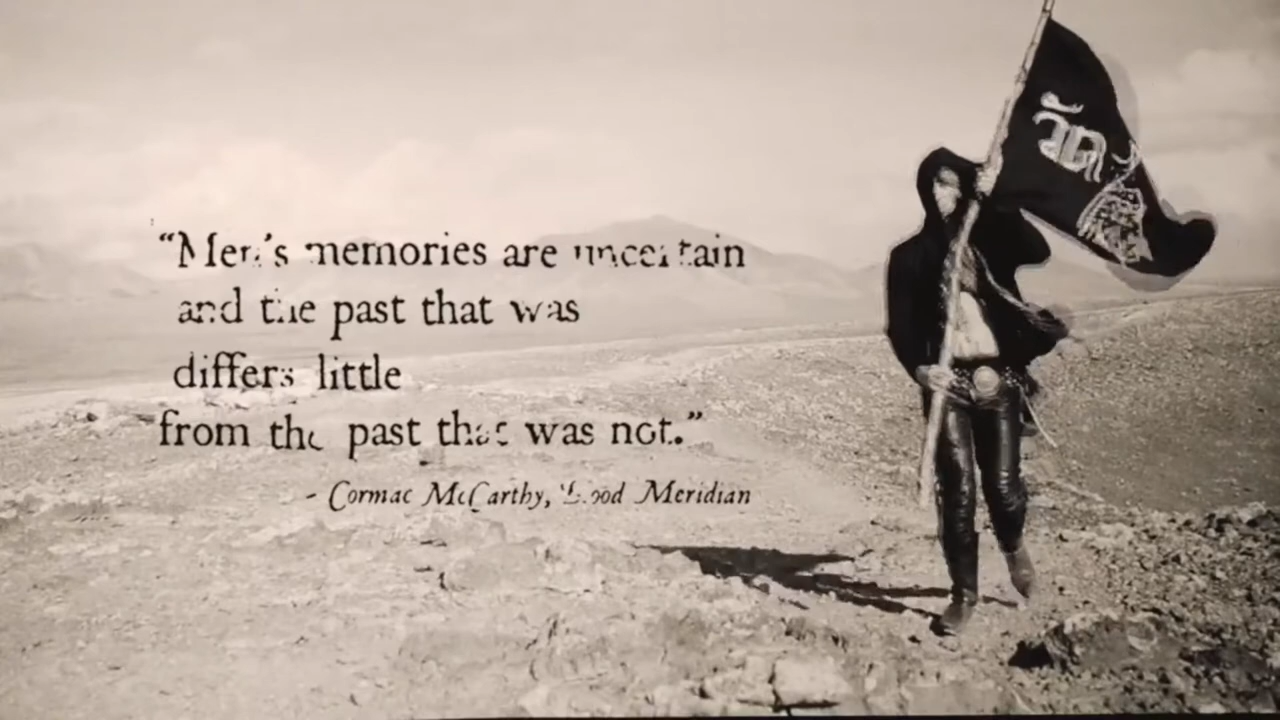 “Men's memories are uncertain
and the past that was
differs little
from the past that was not.”
- Cormac McCarthy, Blood Meridian